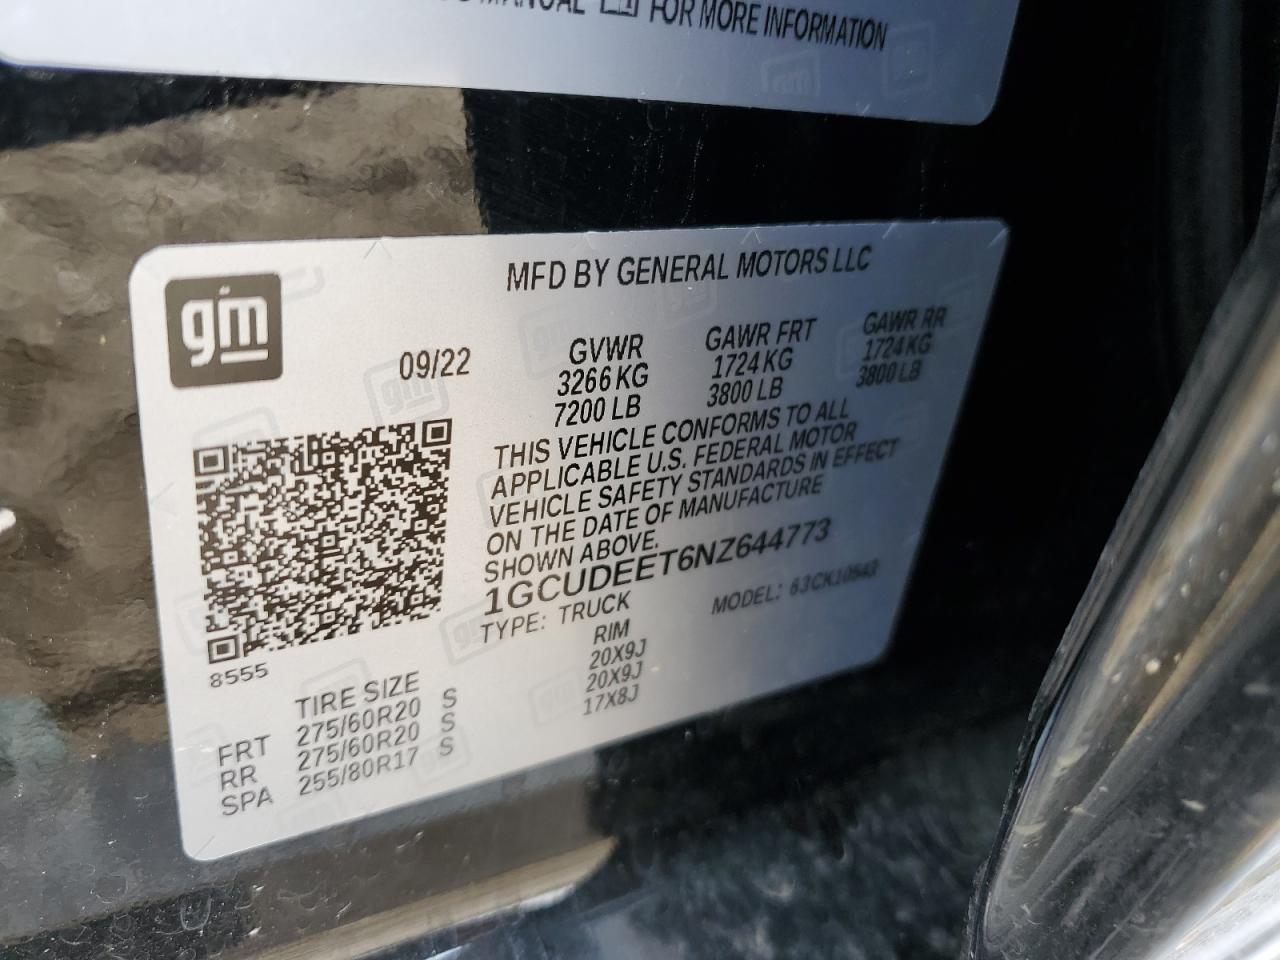 MANUAL FOR MORE INFORMATION
gm
MFD BY GENERAL MOTORS LLC
09/22
GVWR GAWR FRT GAWR RR
3266 KG 1724 KG 1724 KG
7200 LB 3800 LB 3800 LB
THIS VEHICLE CONFORMS TO ALL
APPLICABLE U.S. FEDERAL MOTOR
VEHICLE SAFETY STANDARDS IN EFFECT
ON THE DATE OF MANUFACTURE
SHOWN ABOVE.
1GCUDEET6NZ644773
TYPE: TRUCK MODEL: 63CK10543
8555
TIRE SIZE RIM
FRT 275/60R20 S 20X9J
RR 275/60R20 S 20X9J
SPA 255/80R17 S 17X8J